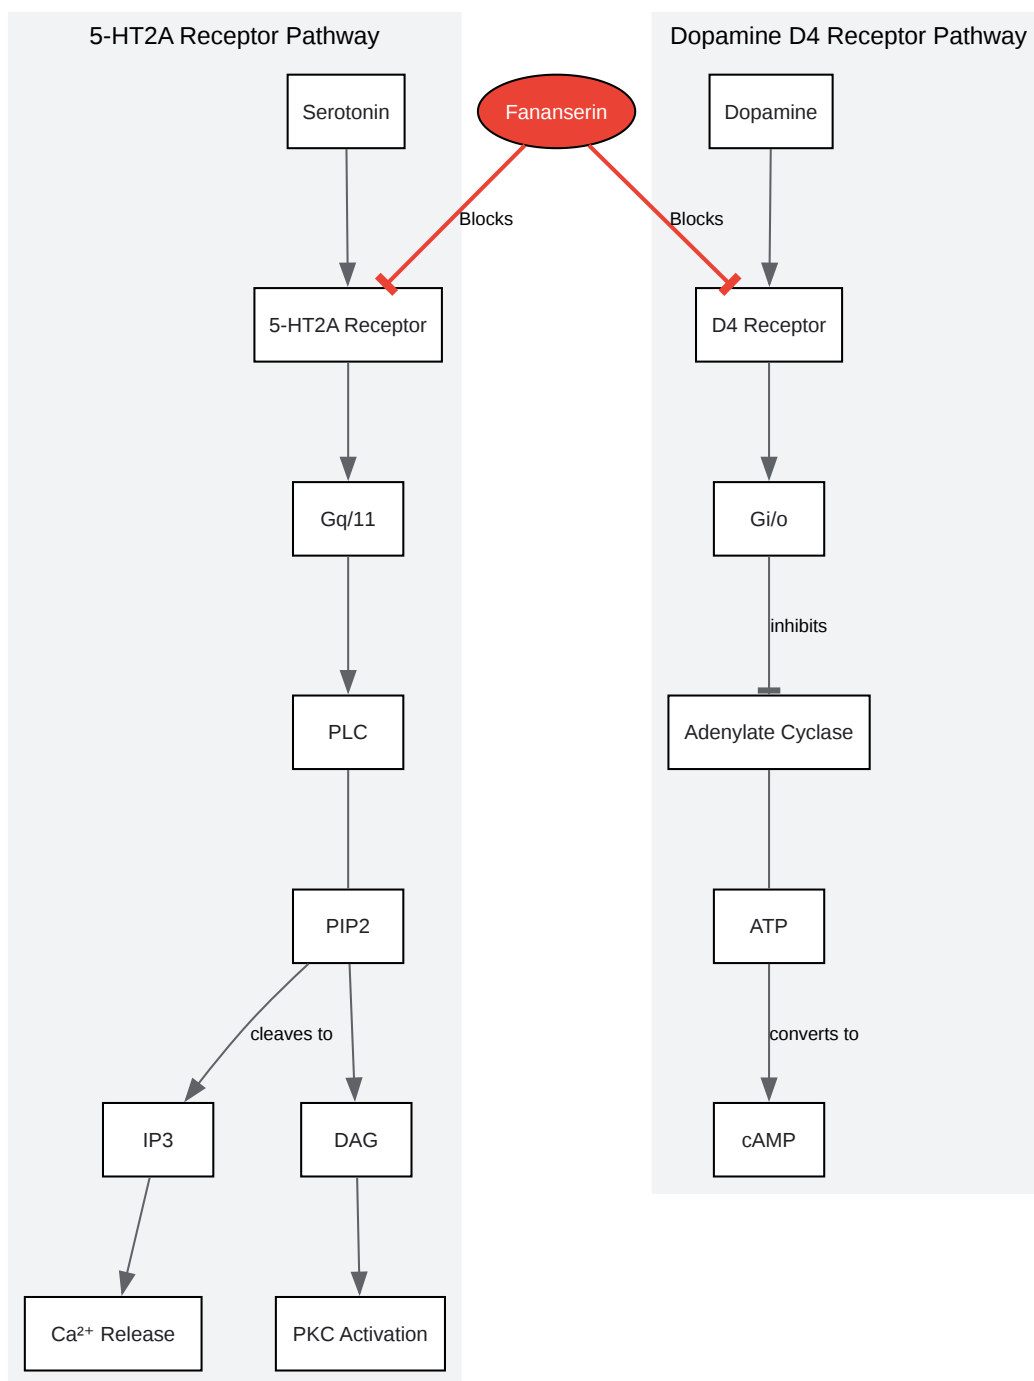 5-HT2A Receptor Pathway
Dopamine D4 Receptor Pathway
Serotonin
Fananserin
Dopamine
Blocks
Blocks
5-HT2A Receptor
D4 Receptor
Gq/11
Gi/o
inhibits
PLC
Adenylate Cyclase
PIP2
ATP
cleaves to
converts to
IP3
DAG
cAMP
Ca²⁺ Release
PKC Activation